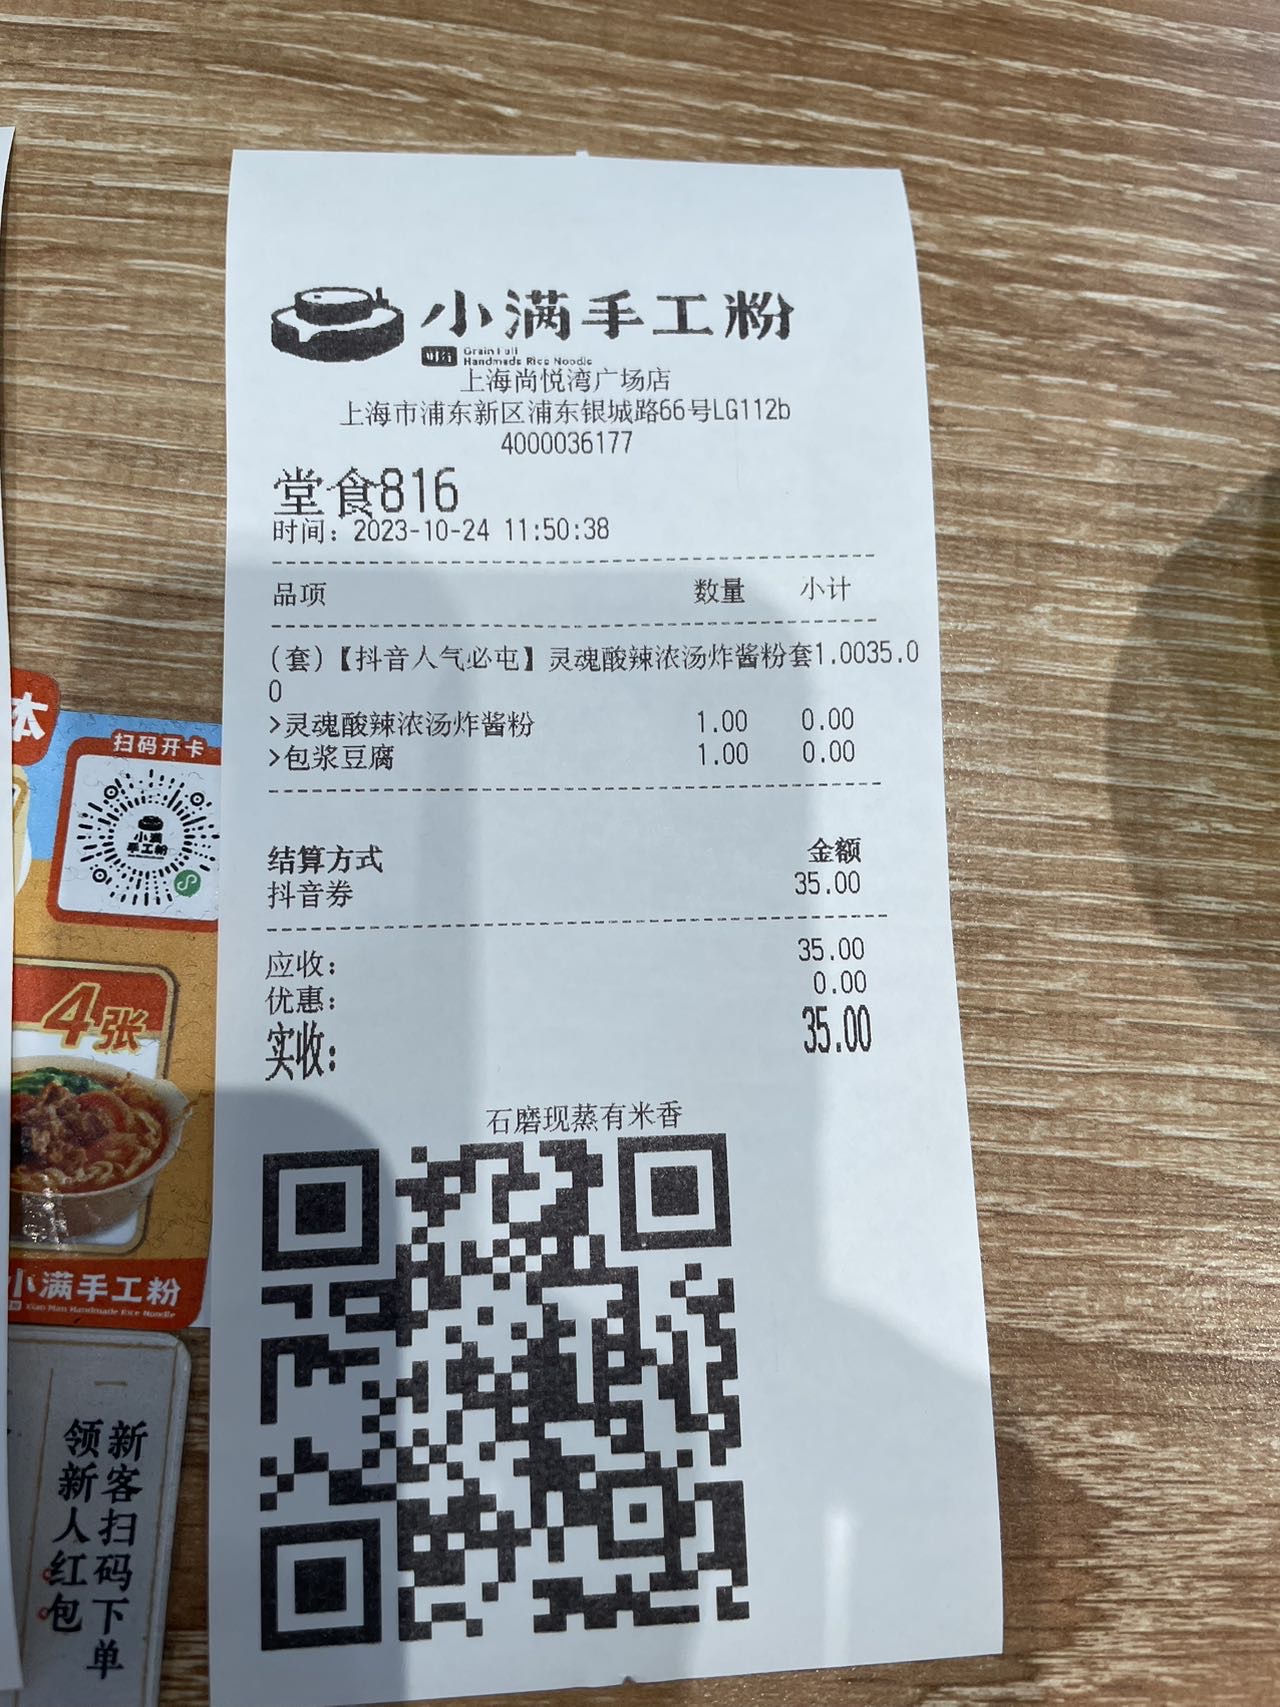 小满手工粉
Handmade Rice Noodle
上海尚悦湾广场店
上海市浦东新区浦东银城路66号LG112b
4000036177
堂食816
时间：2023-10-24 11:50:38
品项 数量 小计
(套)【抖音人气必屯】灵魂酸辣浓汤炸酱粉套1.0035.0
0
>灵魂酸辣浓汤炸酱粉 1.00 0.00
>包浆豆腐 1.00 0.00
结算方式 金额
抖音券 35.00
应收： 35.00
优惠： 0.00
实收： 35.00
石磨现蒸有米香
本
扫码开卡
小满
手工粉
4张
小满手工粉
Xiao Man Handmade Rice Noodle
新客扫码下单
领新人红包